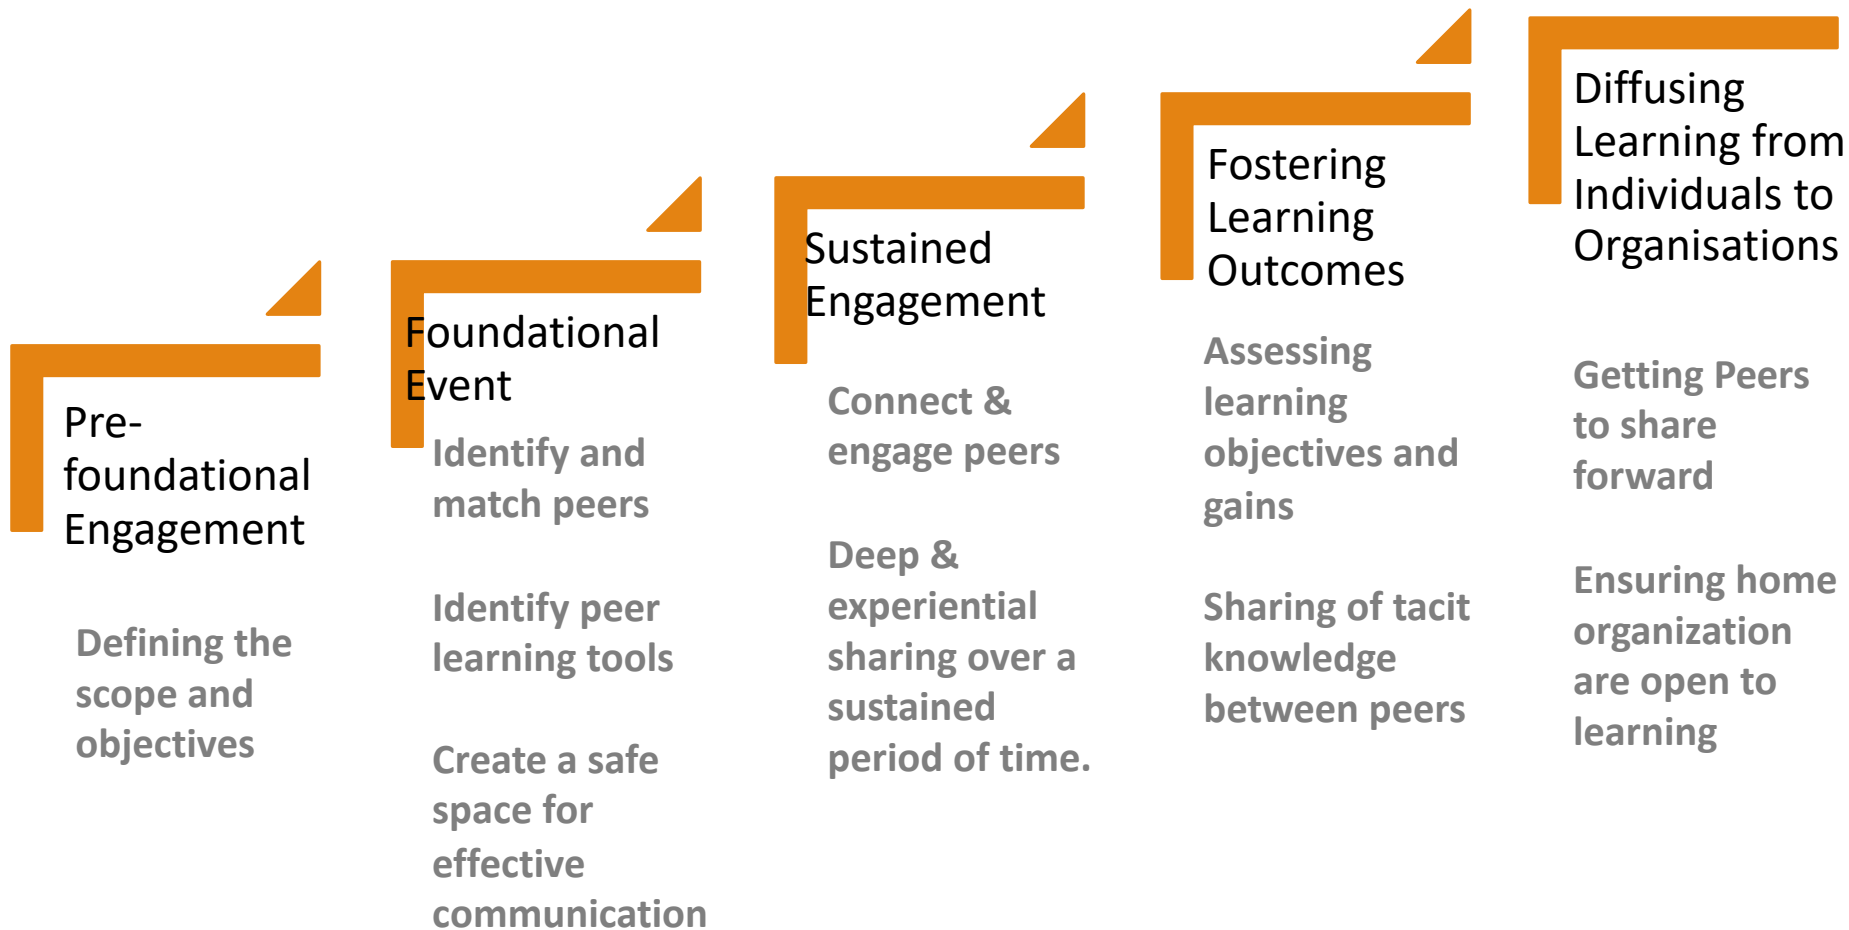 Pre-
foundational
Engagement
Defining the
scope and
objectives
Foundational
Event
Identify and
match peers
Identify peer
learning tools
Create a safe
space for
effective
communication
Sustained
Engagement
Connect &
engage peers
Deep &
experiential
sharing over a
sustained
period of time.
Fostering
Learning
Outcomes
Assessing
learning
objectives and
gains
Sharing of tacit
knowledge
between peers
Diffusing
Learning from
Individuals to
Organisations
Getting Peers
to share
forward
Ensuring home
organization
are open to
learning